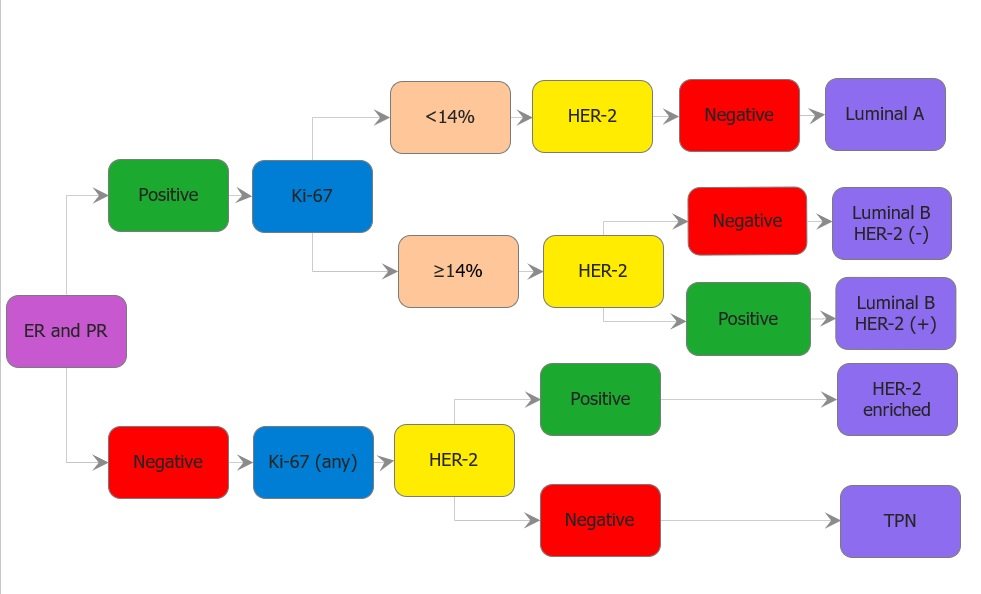 <14%
HER-2
Negative
Luminal A
Positive
Ki-67
Negative
Luminal B
HER-2 (-)
≥14%
HER-2
Positive
Luminal B
HER-2 (+)
ER and PR
Positive
HER-2
enriched
Negative
Ki-67 (any)
HER-2
Negative
TPN